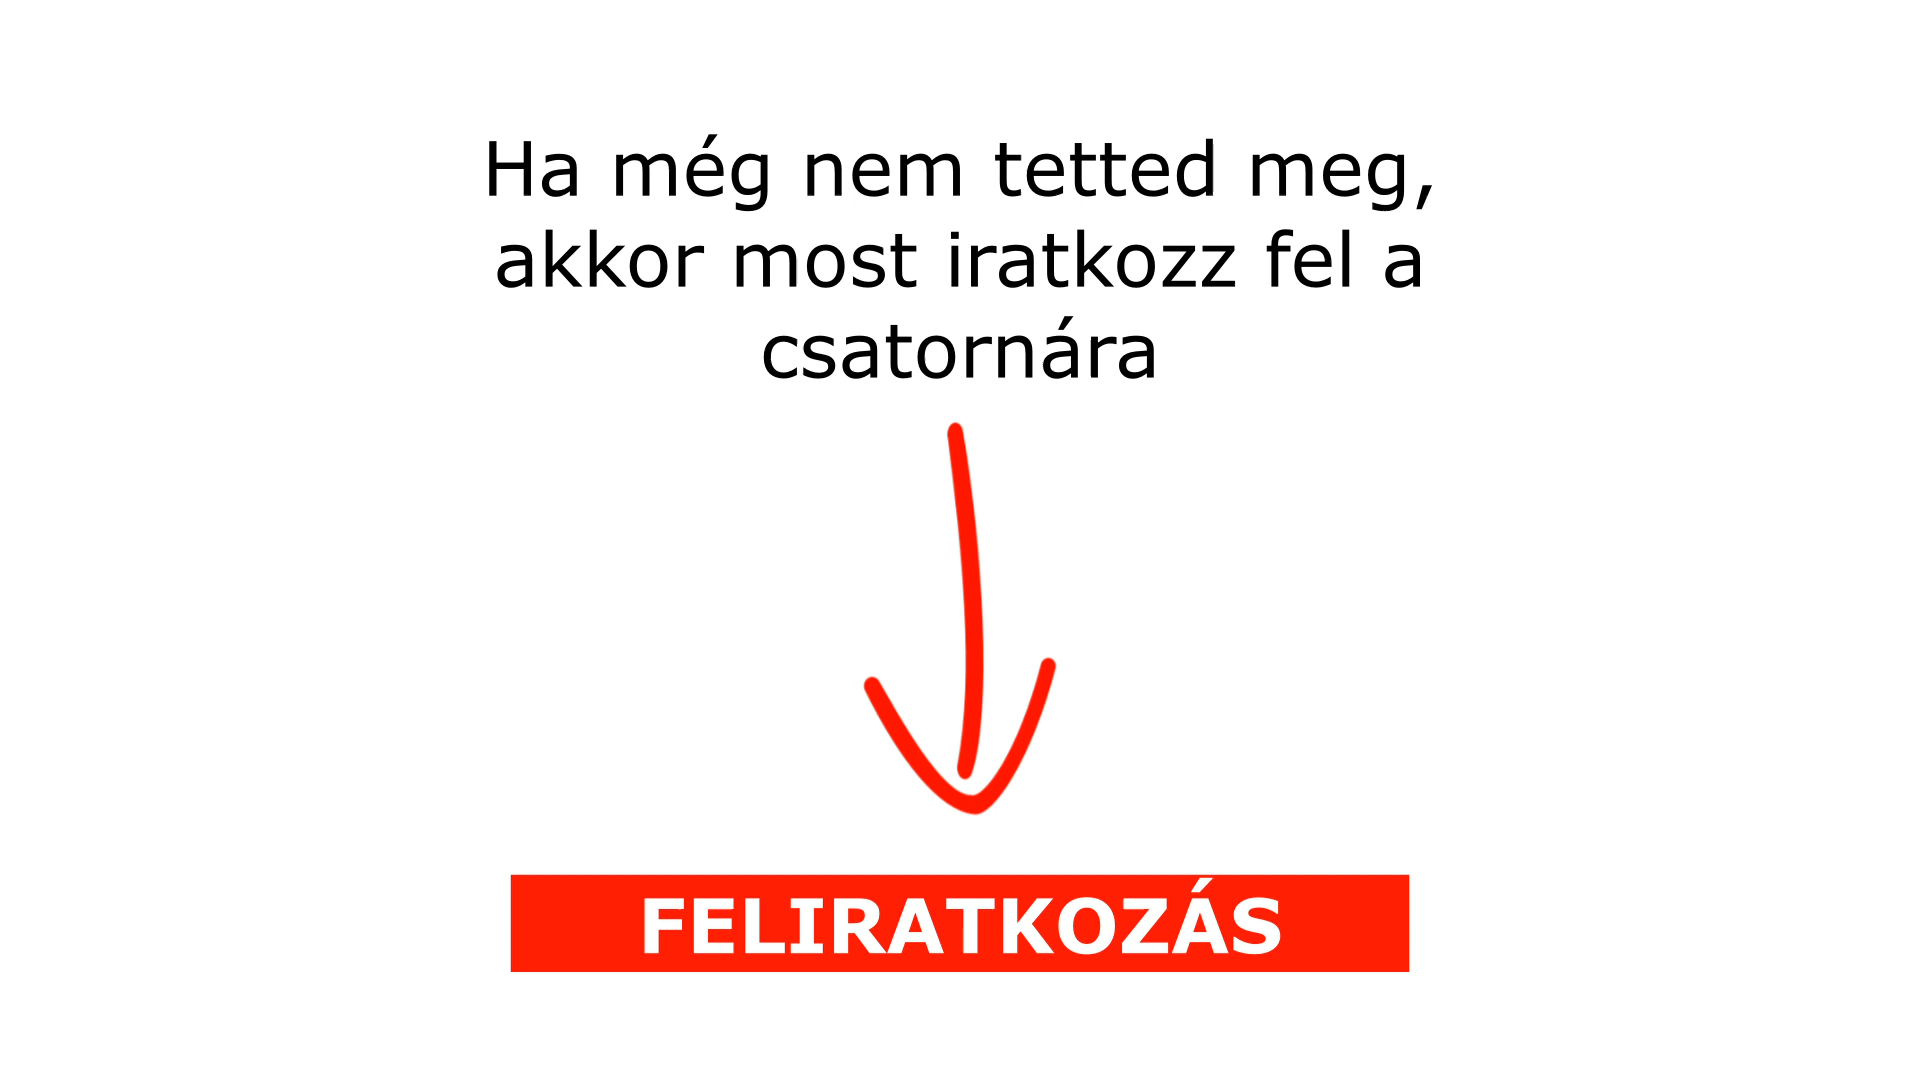 Ha még nem tetted meg,
akkor most iratkozz fel a
csatornára
FELIRATKOZÁS